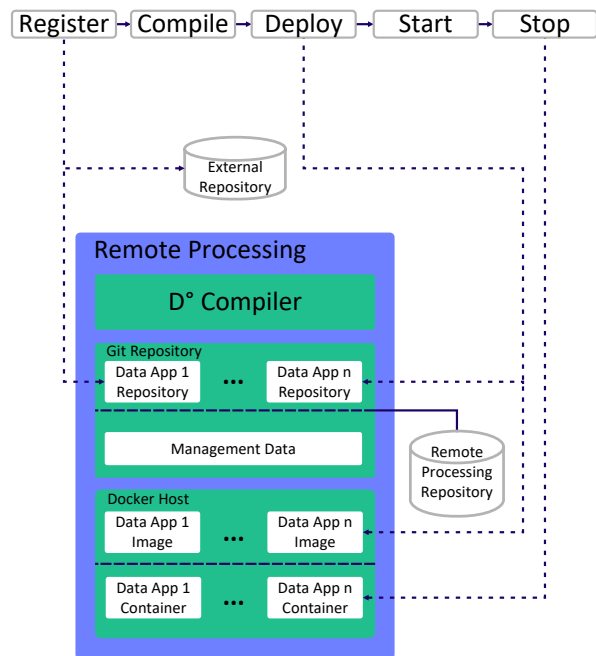 Register
Compile
Deploy
Start
Stop
External
Repository
Remote Processing
D° Compiler
Git Repository
Data App 1
Repository
...
Data App n
Repository
Management Data
Remote
Processing
Repository
Docker Host
Data App 1
Image
...
Data App n
Image
Data App 1
Container
...
Data App n
Container